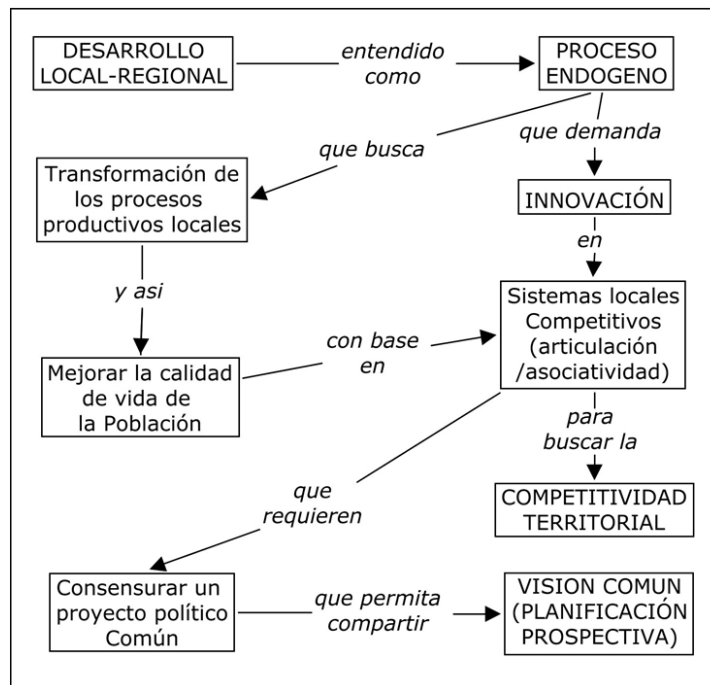 DESARROLLO
LOCAL-REGIONAL
entendido
como
PROCESO
ENDOGENO
que busca
que demanda
Transformación de
los procesos
productivos locales
INNOVACIÓN
y asi
en
Sistemas locales
Competitivos
(articulación
/asociatividad)
con base
en
Mejorar la calidad
de vida de
la Población
para
buscar la
que
requieren
COMPETITIVIDAD
TERRITORIAL
Consensurar un
proyecto político
Común
que permita
compartir
VISION COMUN
(PLANIFICACIÓN
PROSPECTIVA)